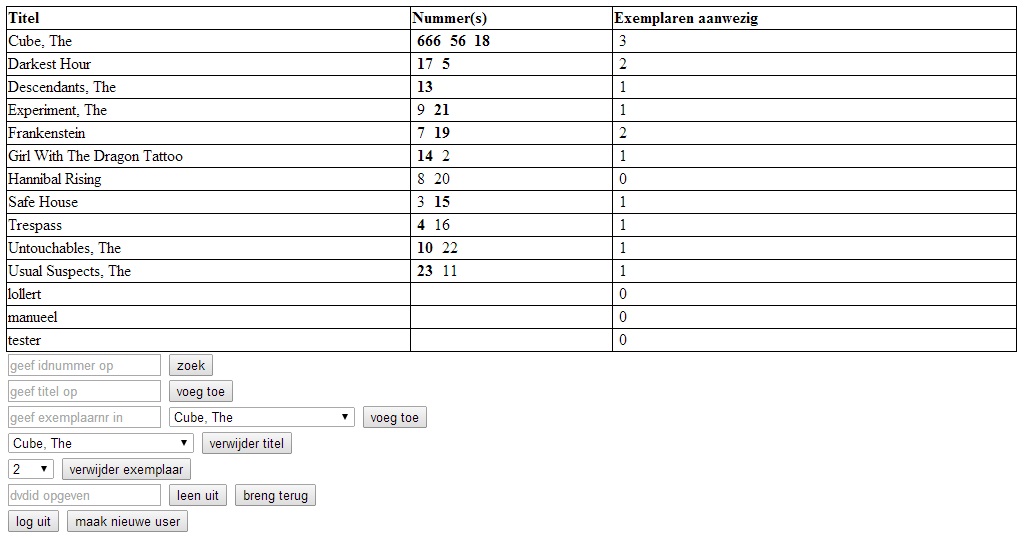 Titel Nummer(s) Exemplaren aanwezig
Cube, The 666 56 18 3
Darkest Hour 17 5 2
Descendants, The 13 1
Experiment, The 9 21 1
Frankenstein 7 19 2
Girl With The Dragon Tattoo 14 2 1
Hannibal Rising 8 20 0
Safe House 3 15 1
Trespass 4 16 1
Untouchables, The 10 22 1
Usual Suspects, The 23 11 1
lollert 0
manueel 0
tester 0
geef idnummer op zoek
geef titel op voeg toe
geef exemplaarnr in Cube, The voeg toe
Cube, The verwijder titel
2 verwijder exemplaar
dvdid opgeven leen uit breng terug
log uit maak nieuwe user